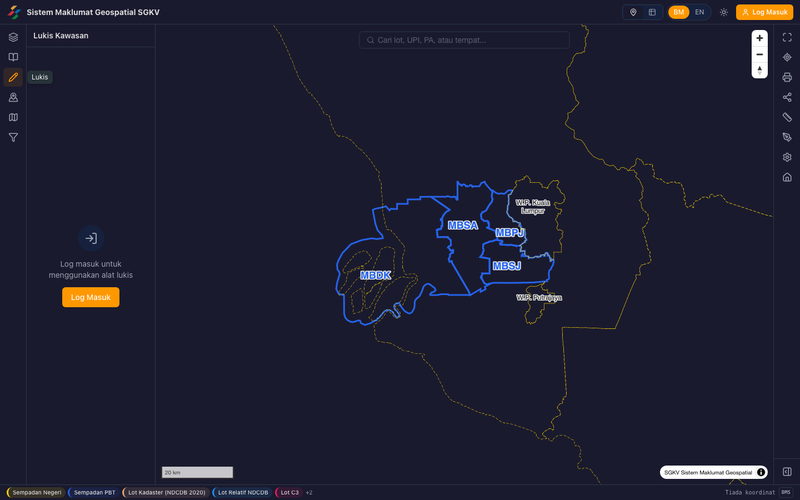 Sistem Maklumat Geospatial SGKV
BM
EN
Log Masuk
Lukis Kawasan
Cari lot, UPI, PA, atau tempat...
Lukis
W.P. Kuala
Lumpur
MBSA
MBPJ
MBSJ
MBDK
W.P. Putrajaya
Log masuk untuk
menggunakan alat lukis
Log Masuk
20 km
SGKV Sistem Maklumat Geospatial
Sempadan Negeri
Sempadan PBT
Lot Kadaster (NDCDB 2020)
Lot Relatif NDCDB
Lot C3
+2
Tiada koordinat
BMS